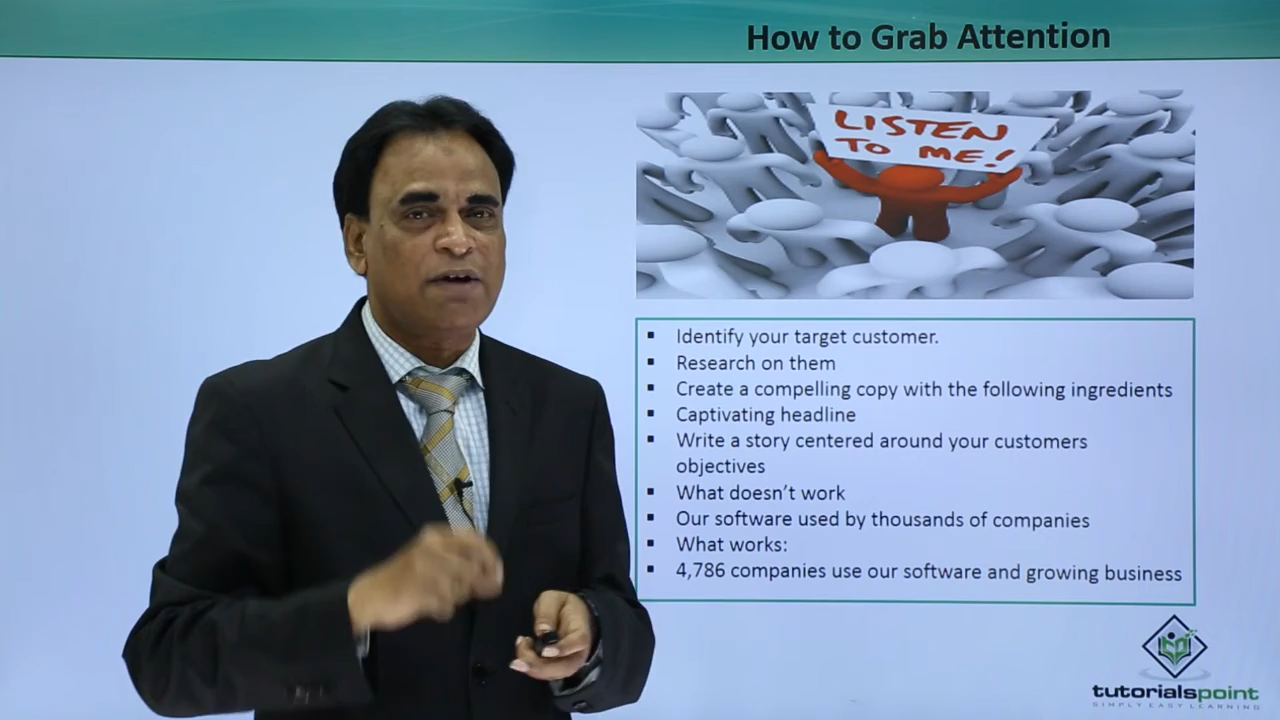 How to Grab Attention
LISTEN
TO ME!
▪ Identify your target customer.
▪ Research on them
▪ Create a compelling copy with the following ingredients
▪ Captivating headline
▪ Write a story centered around your customers
objectives
▪ What doesn’t work
▪ Our software used by thousands of companies
▪ What works:
▪ 4,786 companies use our software and growing business
tutorialspoint
SIMPLY EASY LEARNING